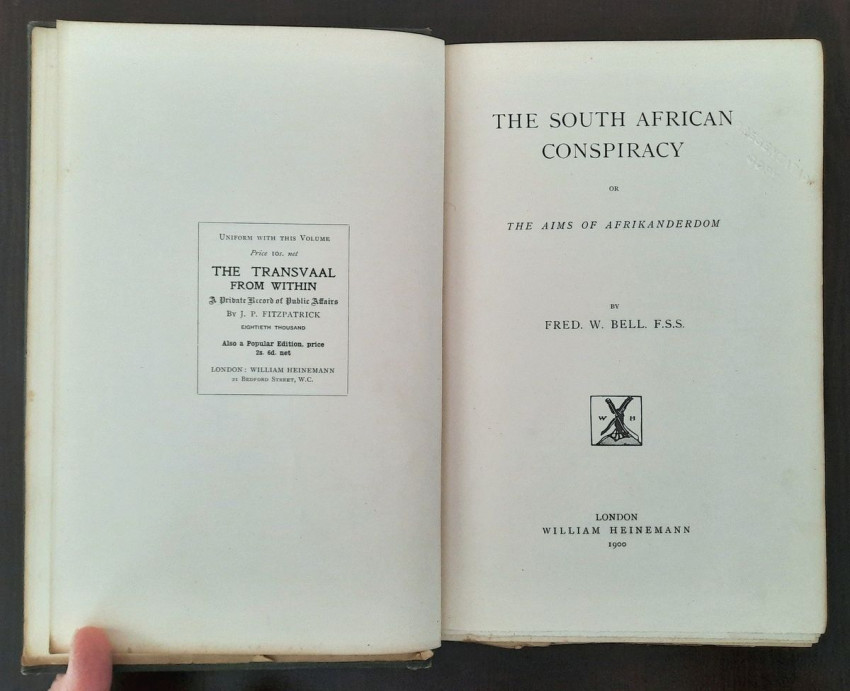 UNIFORM WITH THIS VOLUME
Price 10s. net
THE TRANSVAAL
FROM WITHIN
A Private Record of Public Affairs
BY J. P. FITZPATRICK
EIGHTIETH THOUSAND
Also a Popular Edition, price
2s. 6d. net
LONDON: WILLIAM HEINEMANN
21 BEDFORD STREET, W.C.
THE SOUTH AFRICAN
CONSPIRACY
OR
THE AIMS OF AFRIKANDERDOM
BY
FRED. W. BELL. F.S.S.
W H
LONDON
WILLIAM HEINEMANN
1900